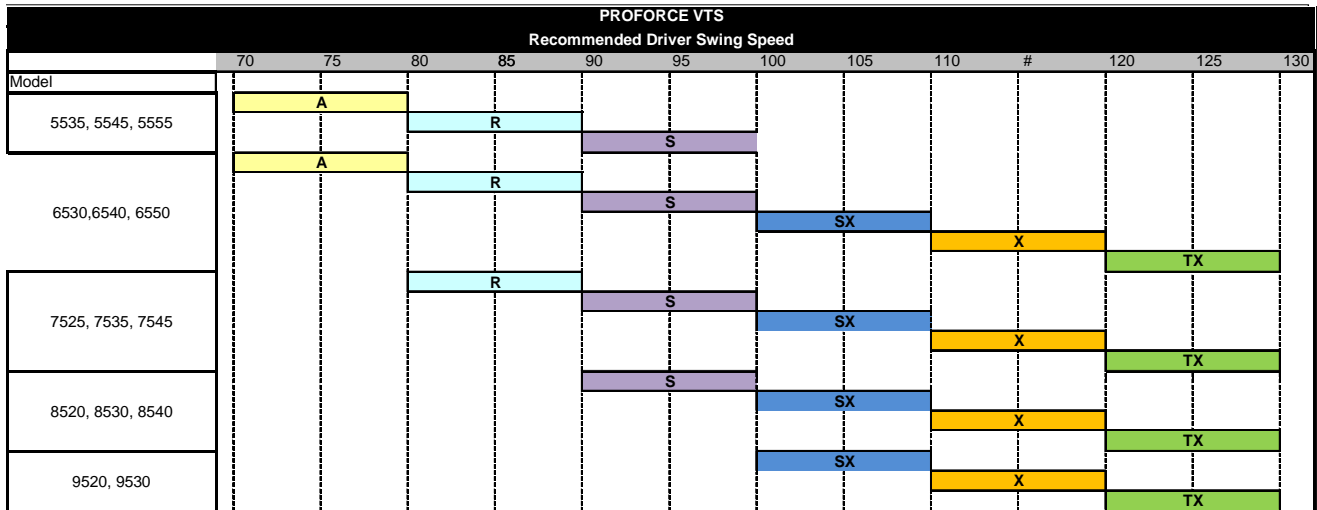 PROFORCE VTS
Recommended Driver Swing Speed
70 75 80 85 90 95 100 105 110 # 120 125 130
Model
A
5535, 5545, 5555
R
S
A
R
6530,6540, 6550
S
SX
X
TX
R
S
7525, 7535, 7545
SX
X
TX
S
8520, 8530, 8540
SX
X
TX
SX
9520, 9530
X
TX